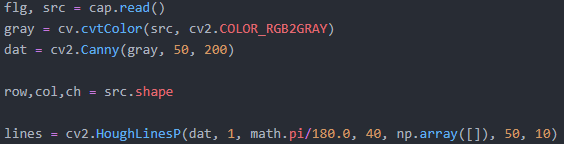 flg, src = cap.read()
gray = cv.cvtColor(src, cv2.COLOR_RGB2GRAY)
dat = cv2.Canny(gray, 50, 200)
row,col,ch = src.shape
lines = cv2.HoughLinesP(dat, 1, math.pi/180.0, 40, np.array([]), 50, 10)